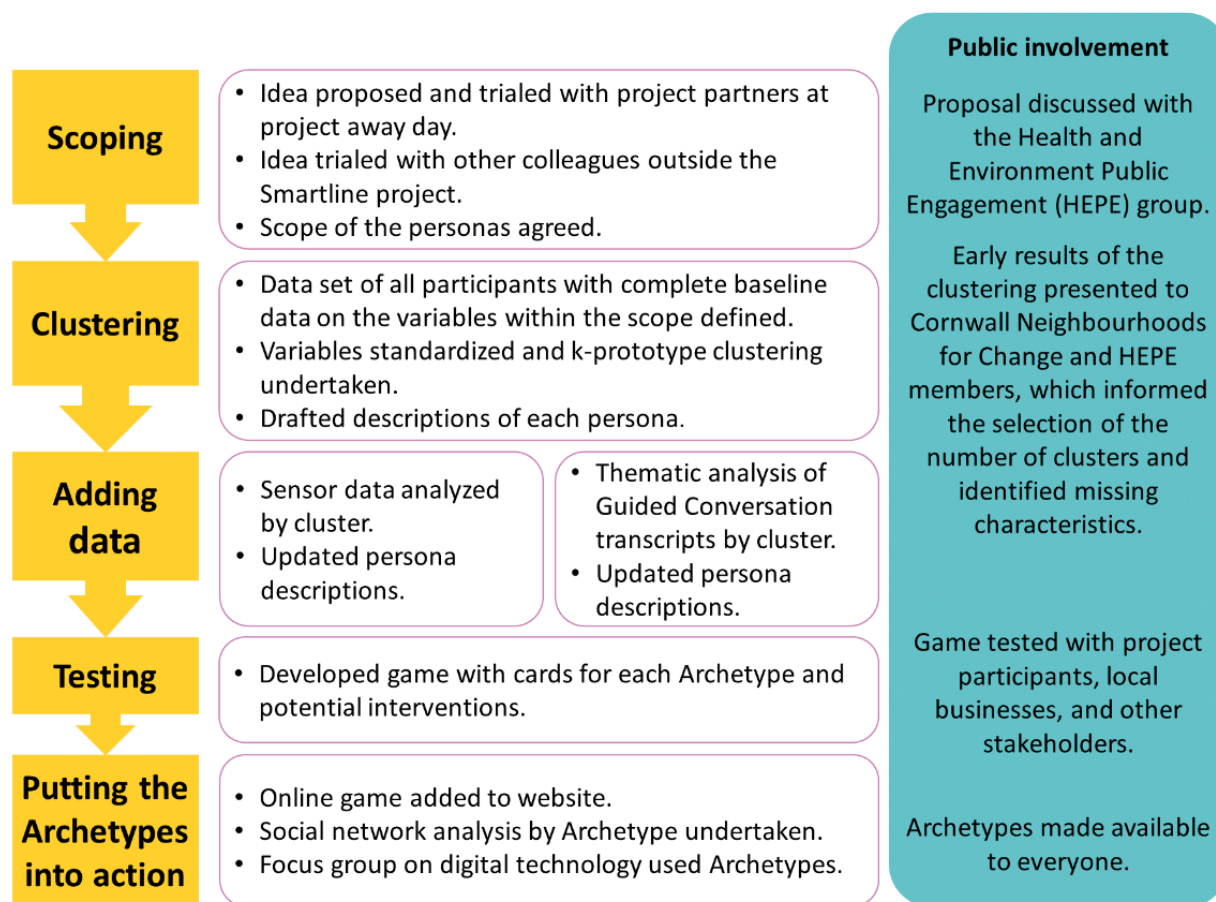 Scoping
• Idea proposed and trialed with project partners at
project away day.
• Idea trialed with other colleagues outside the
Smartline project.
• Scope of the personas agreed.
Clustering
• Data set of all participants with complete baseline
data on the variables within the scope defined.
• Variables standardized and k-prototype clustering
undertaken.
• Drafted descriptions of each persona.
Adding
data
• Sensor data analyzed
by cluster.
• Updated persona
descriptions.
• Thematic analysis of
Guided Conversation
transcripts by cluster.
• Updated persona
descriptions.
Testing
• Developed game with cards for each Archetype and
potential interventions.
Putting the
Archetypes
into action
• Online game added to website.
• Social network analysis by Archetype undertaken.
• Focus group on digital technology used Archetypes.
Public involvement
Proposal discussed with
the Health and
Environment Public
Engagement (HEPE) group.
Early results of the
clustering presented to
Cornwall Neighbourhoods
for Change and HEPE
members, which informed
the selection of the
number of clusters and
identified missing
characteristics.
Game tested with project
participants, local
businesses, and other
stakeholders.
Archetypes made available
to everyone.